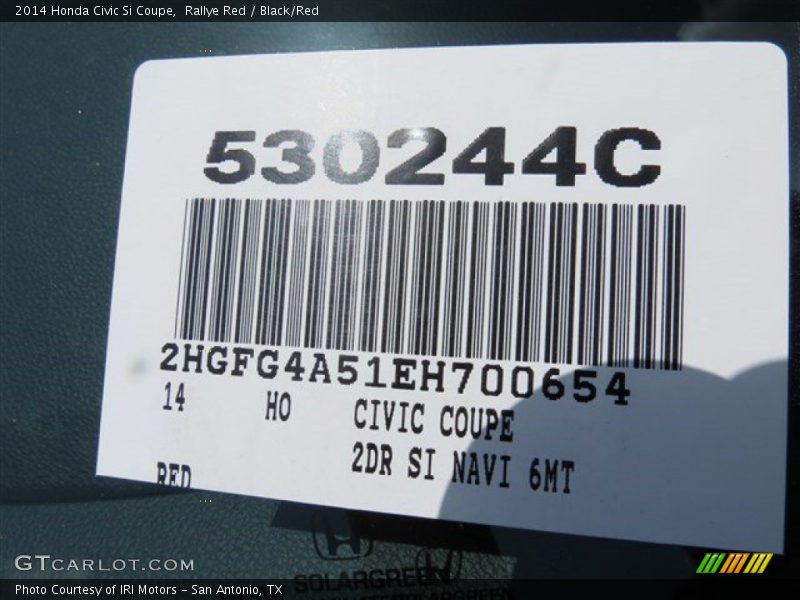 2014 Honda Civic Si Coupe,  Rallye Red / Black/Red
530244C
2HGFG4A51EH700654
14 HO CIVIC COUPE
2DR SI NAVI 6MT
RED
SOLARGREEN
GTCARLOT.COM
Photo Courtesy of IRI Motors – San Antonio, TX